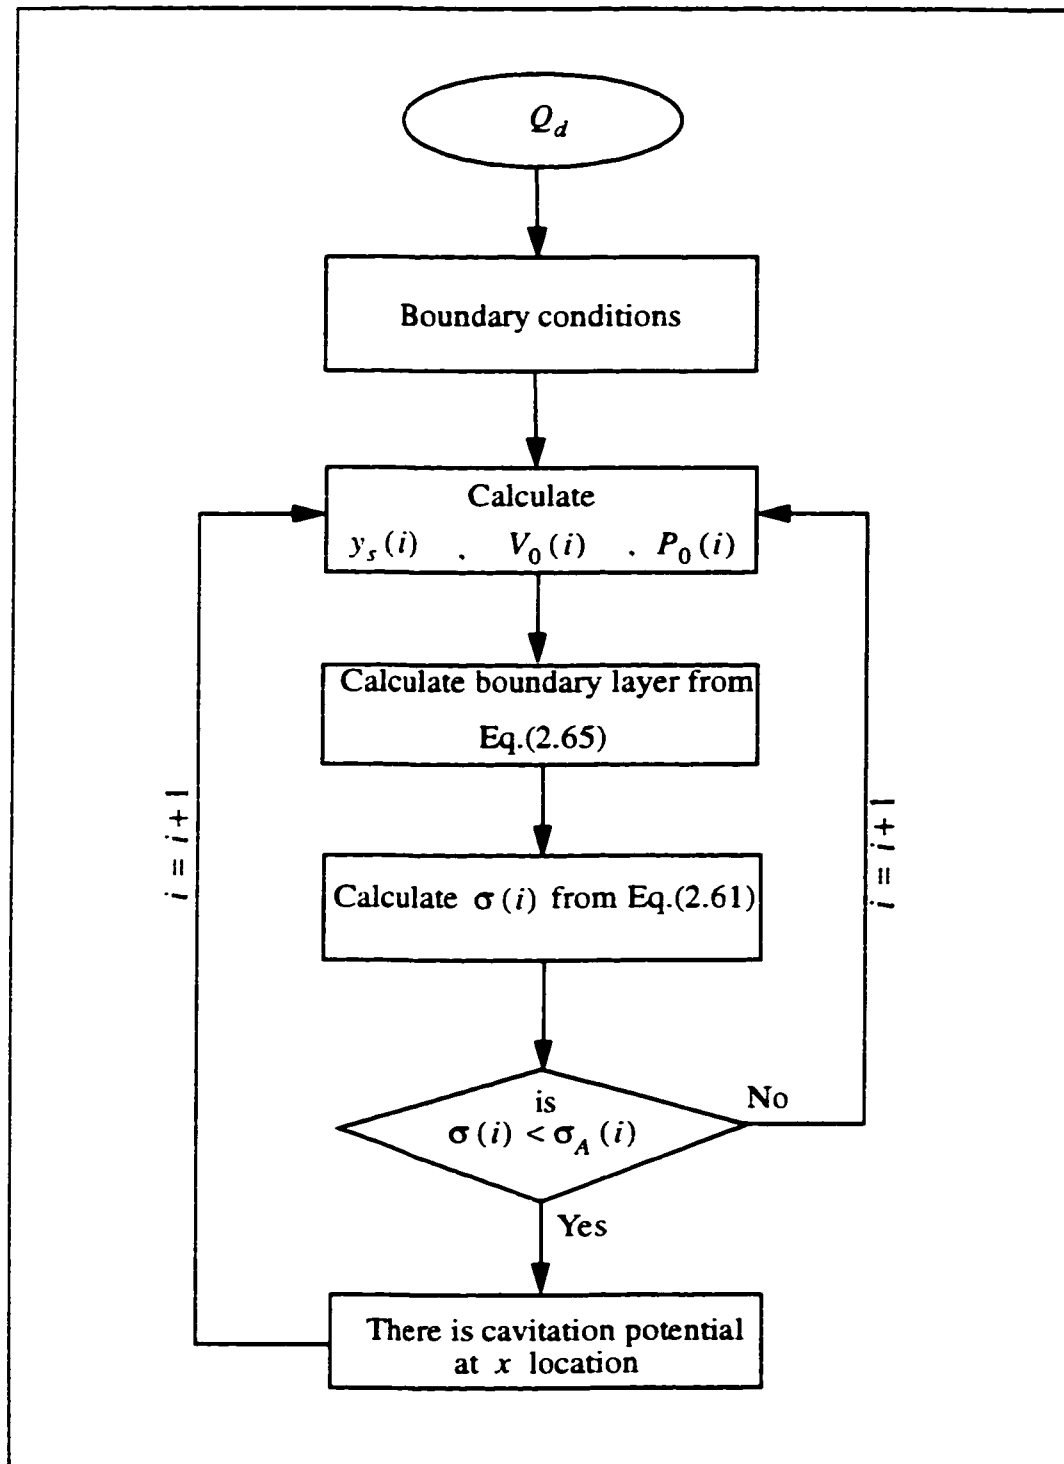 Q_d
Boundary conditions
Calculate
y_s(i) . V_0(i) . P_0(i)
Calculate boundary layer from
Eq.(2.65)
i = i+1
i = i+1
Calculate σ(i) from Eq.(2.61)
is
σ(i) < σ_A(i)
No
Yes
There is cavitation potential
at x location